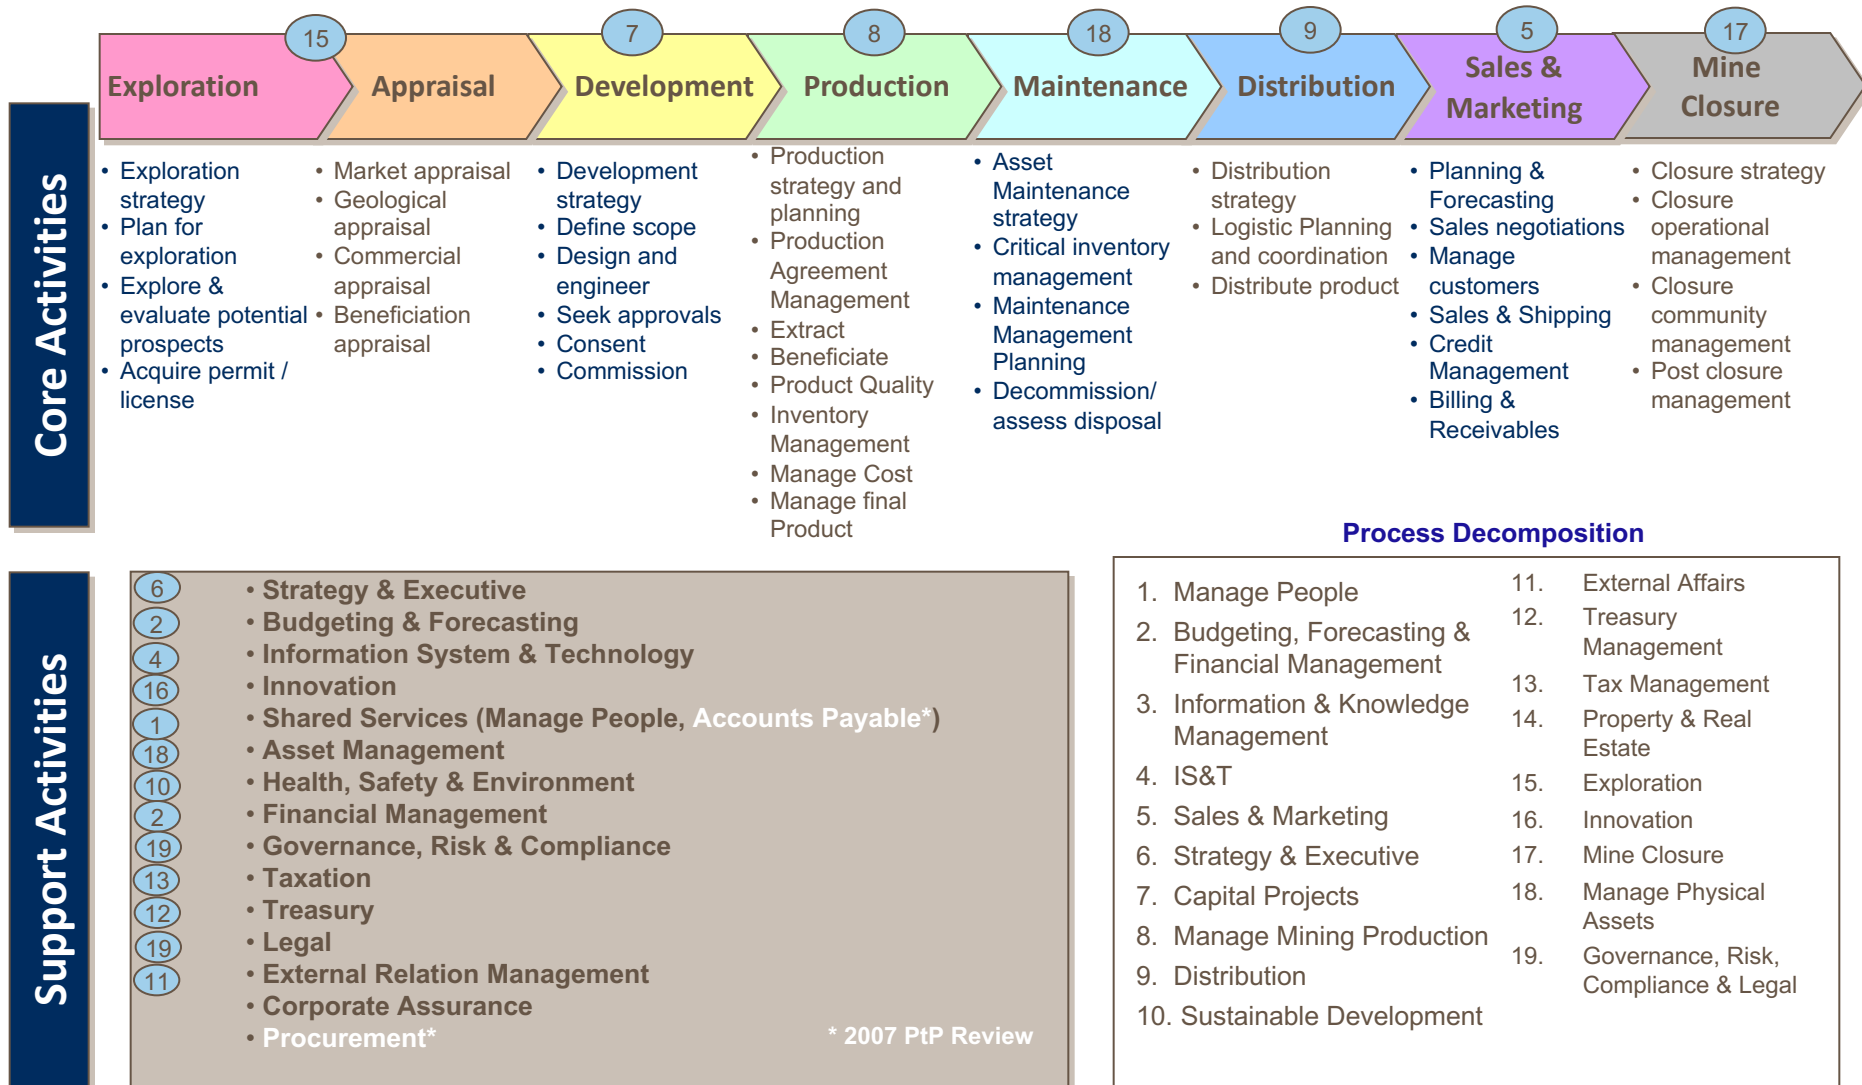 15
7
8
18
9
5
17
Exploration
Appraisal
Development
Production
Maintenance
Distribution
Sales &
Marketing
Mine
Closure
Core Activities
• Exploration
strategy
• Plan for
exploration
• Explore &
evaluate potential
prospects
• Acquire permit /
license
• Market appraisal
• Geological
appraisal
• Commercial
appraisal
• Beneficiation
appraisal
• Development
strategy
• Define scope
• Design and
engineer
• Seek approvals
• Consent
• Commission
• Production
strategy and
planning
• Production
Agreement
Management
• Extract
• Beneficiate
• Product Quality
• Inventory
Management
• Manage Cost
• Manage final
Product
• Asset
Maintenance
strategy
• Critical inventory
management
• Maintenance
Management
Planning
• Decommission/
assess disposal
• Distribution
strategy
• Logistic Planning
and coordination
• Distribute product
• Planning &
Forecasting
• Sales negotiations
• Manage
customers
• Sales & Shipping
• Credit
Management
• Billing &
Receivables
• Closure strategy
• Closure
operational
management
• Closure
community
management
• Post closure
management
Support Activities
6 • Strategy & Executive
2 • Budgeting & Forecasting
4 • Information System & Technology
16 • Innovation
1 • Shared Services (Manage People, Accounts Payable*)
18 • Asset Management
10 • Health, Safety & Environment
2 • Financial Management
19 • Governance, Risk & Compliance
13 • Taxation
12 • Treasury
19 • Legal
11 • External Relation Management
• Corporate Assurance
• Procurement*
* 2007 PtP Review
Process Decomposition
1. Manage People
2. Budgeting, Forecasting &
Financial Management
3. Information & Knowledge
Management
4. IS&T
5. Sales & Marketing
6. Strategy & Executive
7. Capital Projects
8. Manage Mining Production
9. Distribution
10. Sustainable Development
11. External Affairs
12. Treasury
Management
13. Tax Management
14. Property & Real
Estate
15. Exploration
16. Innovation
17. Mine Closure
18. Manage Physical
Assets
19. Governance, Risk,
Compliance & Legal